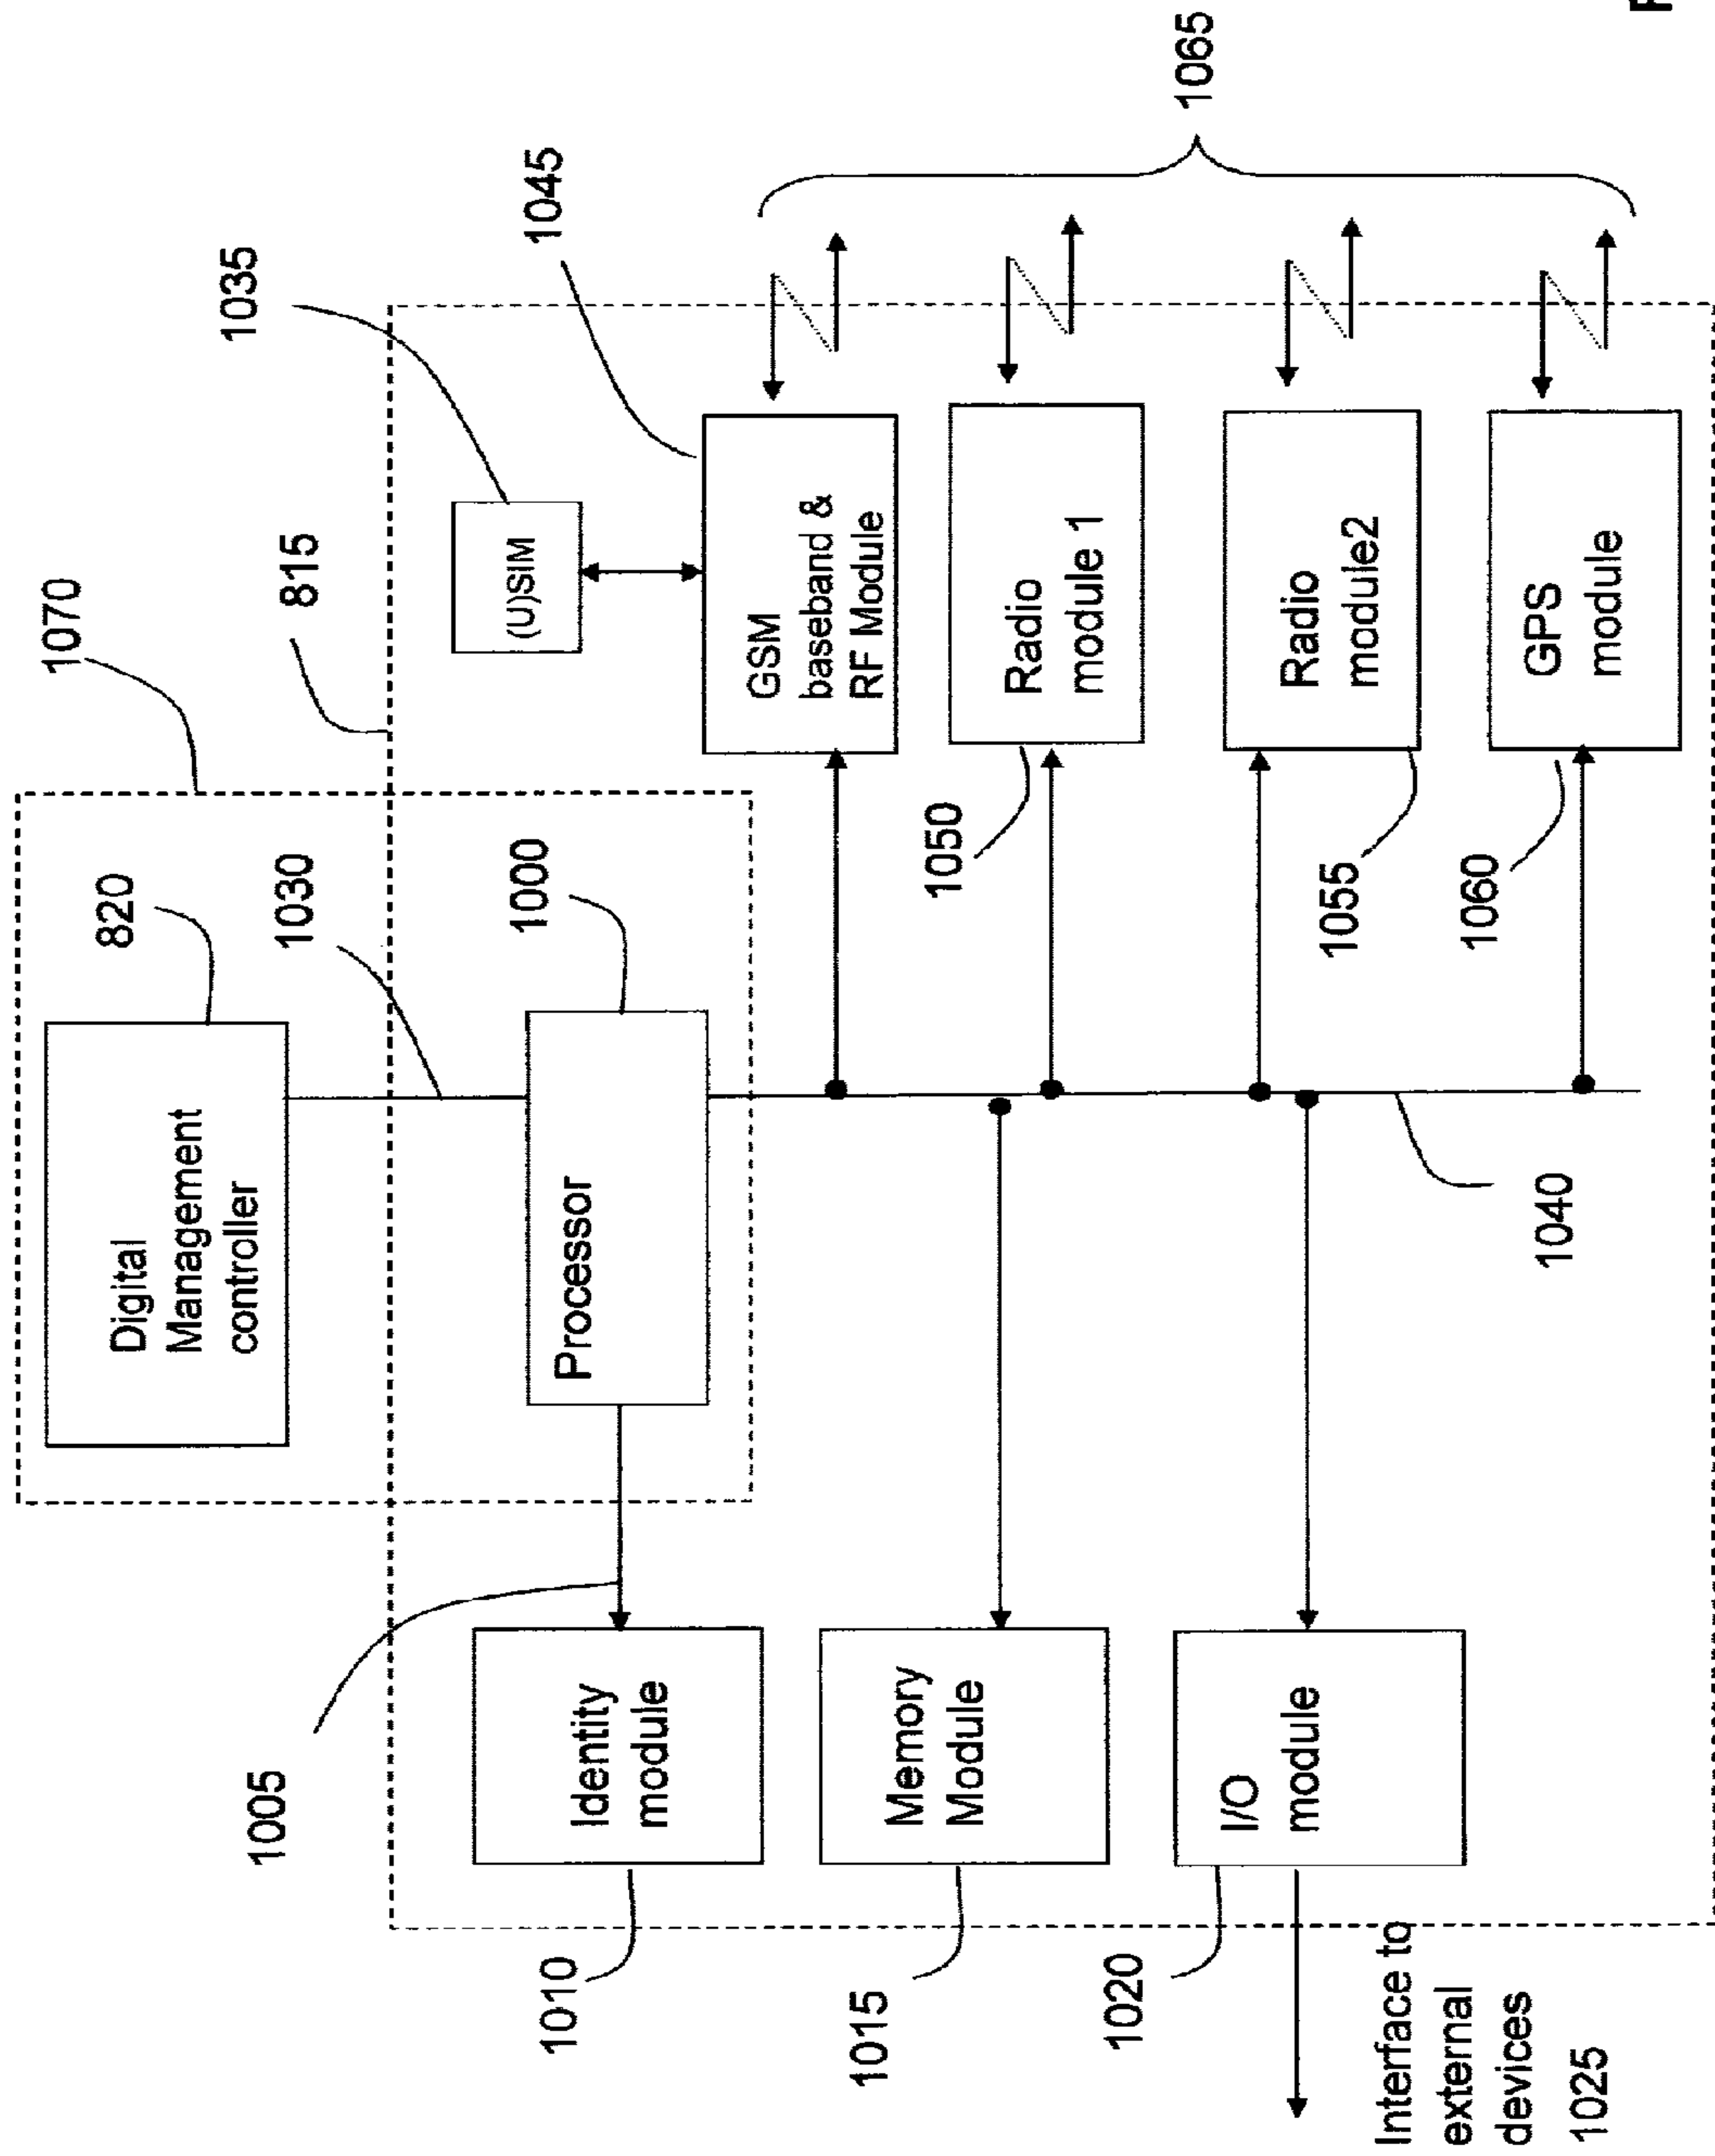 1070
820
Digital
Management
controller
1035
1005
1030
815
(U)SIM
1000
1045
1010
Processor
Identity
module
GSM
baseband &
RF Module
1015
Memory
Module
1050
Radio
module 1
1065
1020
I/O
module
Radio
module2
1055
Interface to
external
devices
1025
1060
1040
GPS
module